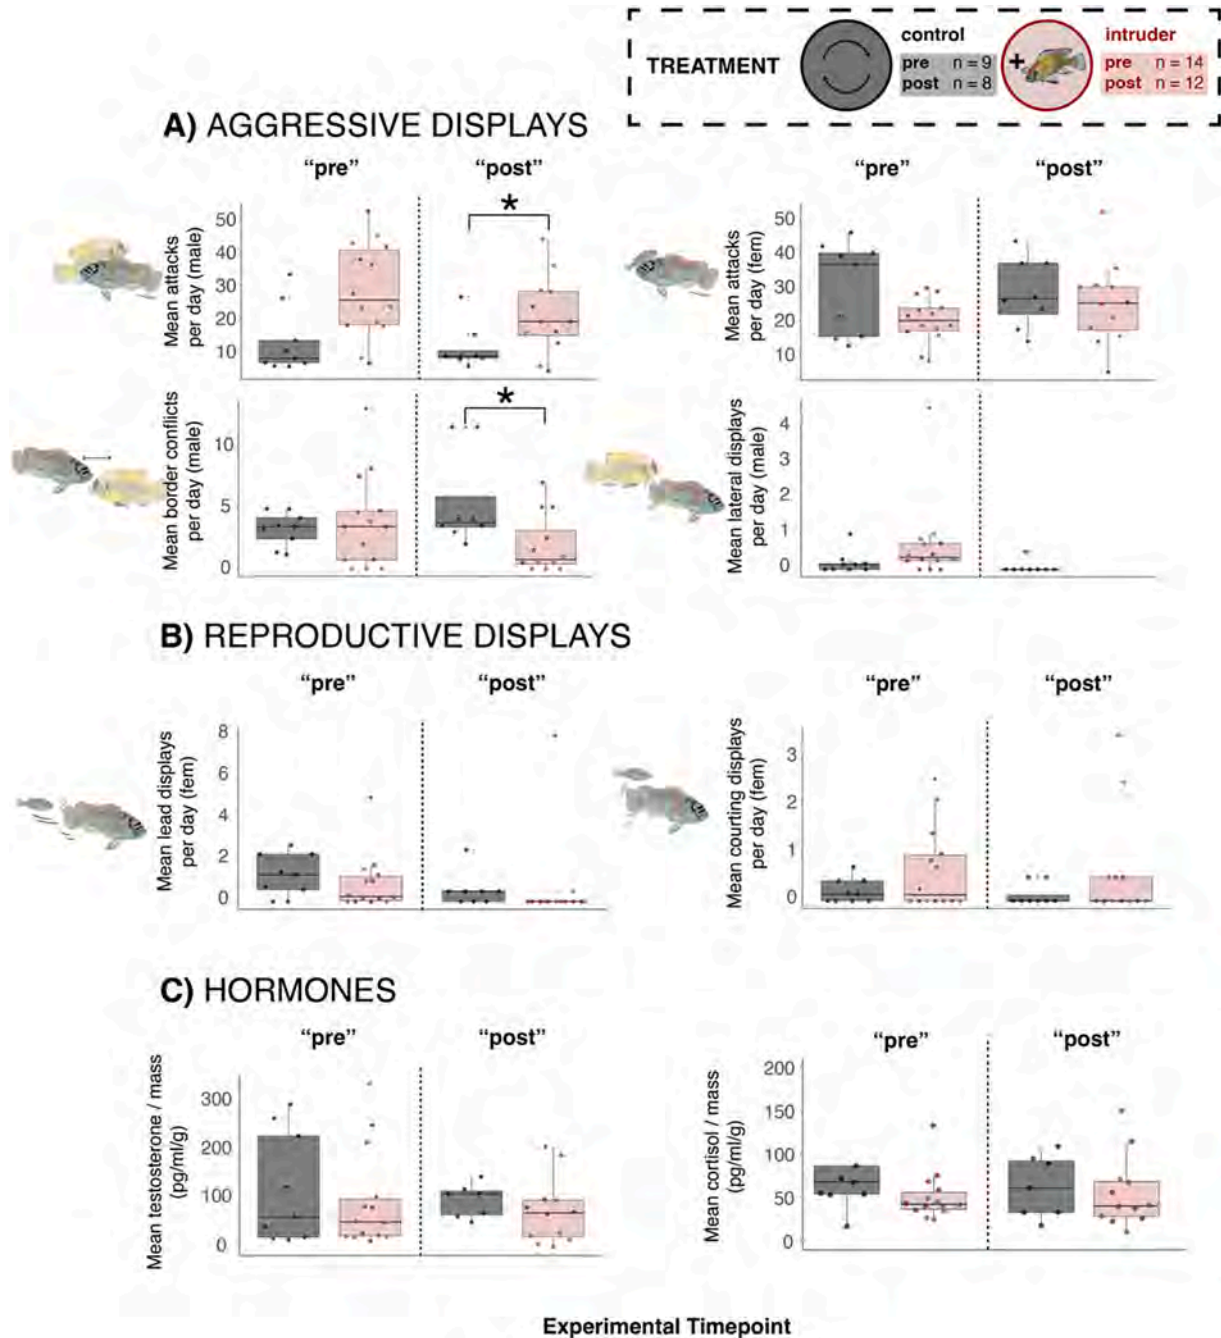 TREATMENT
control
pre n = 9
post n = 8
+
intruder
pre n = 14
post n = 12
A) AGGRESSIVE DISPLAYS
“pre”
“post”
Mean attacks
per day (male)
50
40
30
20
10
*
“pre”
“post”
Mean attacks
per day (fem)
50
40
30
20
10
Mean border conflicts
per day (male)
10
5
0
*
Mean lateral displays
per day (male)
4
3
2
1
0
B) REPRODUCTIVE DISPLAYS
“pre”
“post”
Mean lead displays
per day (fem)
8
6
4
2
0
“pre”
“post”
Mean courting displays
per day (fem)
3
2
1
0
C) HORMONES
“pre”
“post”
Mean testosterone / mass
(pg/ml/g)
300
200
100
0
“pre”
“post”
Mean cortisol / mass
(pg/ml/g)
200
150
100
50
0
Experimental Timepoint